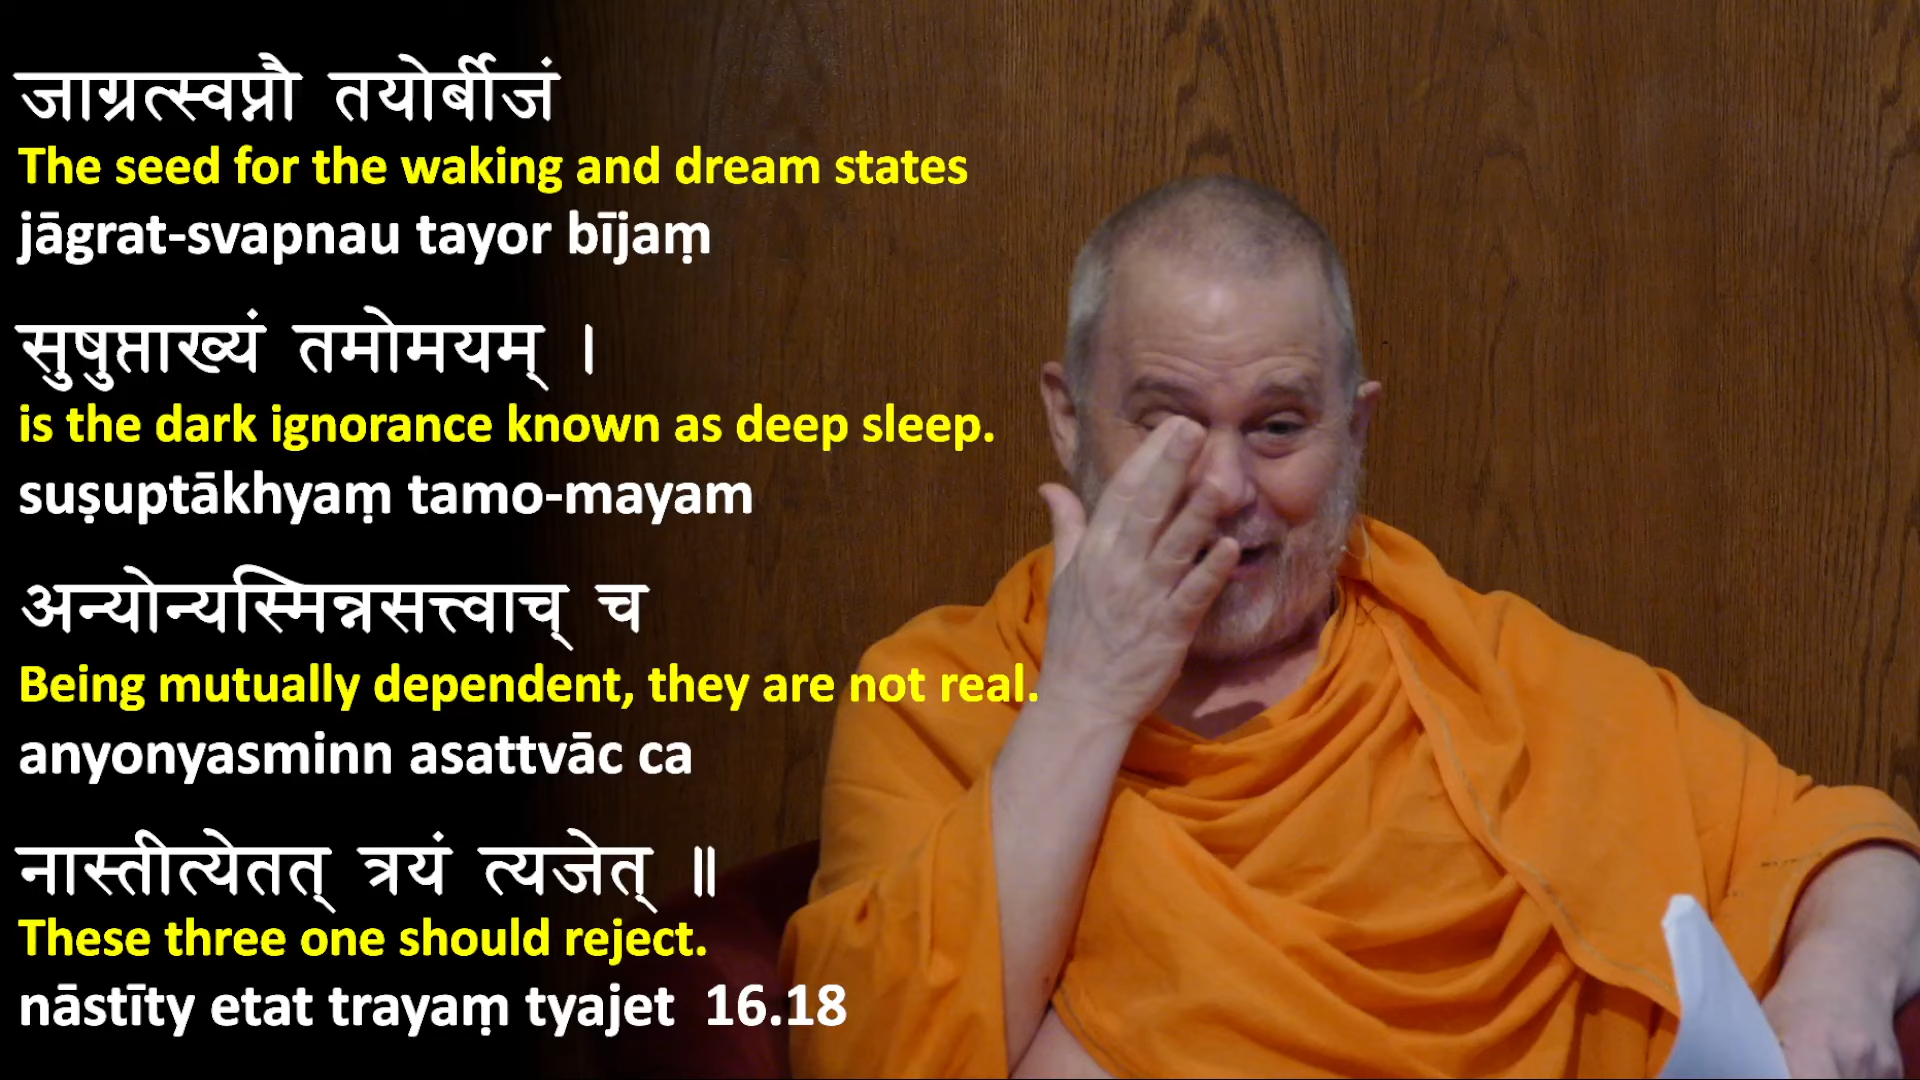 जाग्रत्स्वप्नौ तयोर्बीजं
The seed for the waking and dream states
jāgrat-svapnau tayor bījaṃ
सुषुप्ताख्यं तमोमयम् ।
is the dark ignorance known as deep sleep.
suṣuptākhyaṃ tamo-mayam
अन्योन्यस्मिन्नसत्त्वाच् च
Being mutually dependent, they are not real.
anyonyasminn asattvāc ca
नास्तीत्येतत् त्रयं त्यजेत् ॥
These three one should reject.
nāstīty etat trayaṃ tyajet 16.18